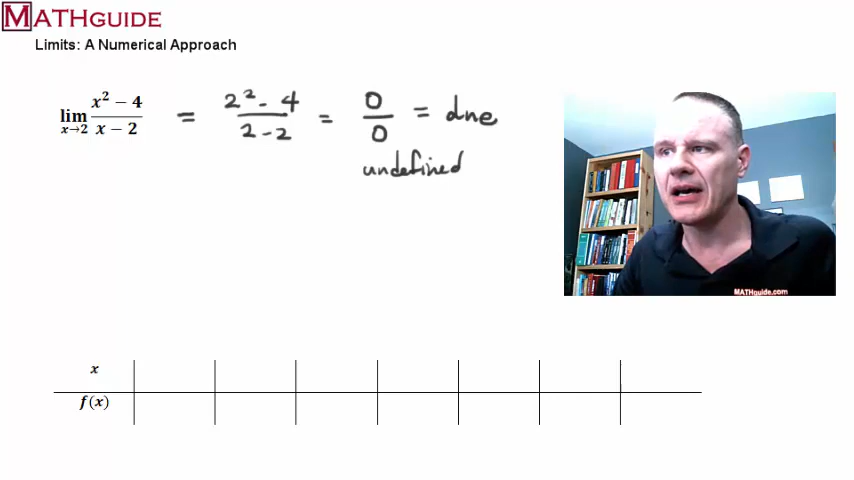 MATHGUIDE
Limits: A Numerical Approach
lim x→2 (x² − 4)/(x − 2) = (2² - 4)/(2 - 2) = 0/0 = dne
undefined
MATHguide.com
x
f(x)